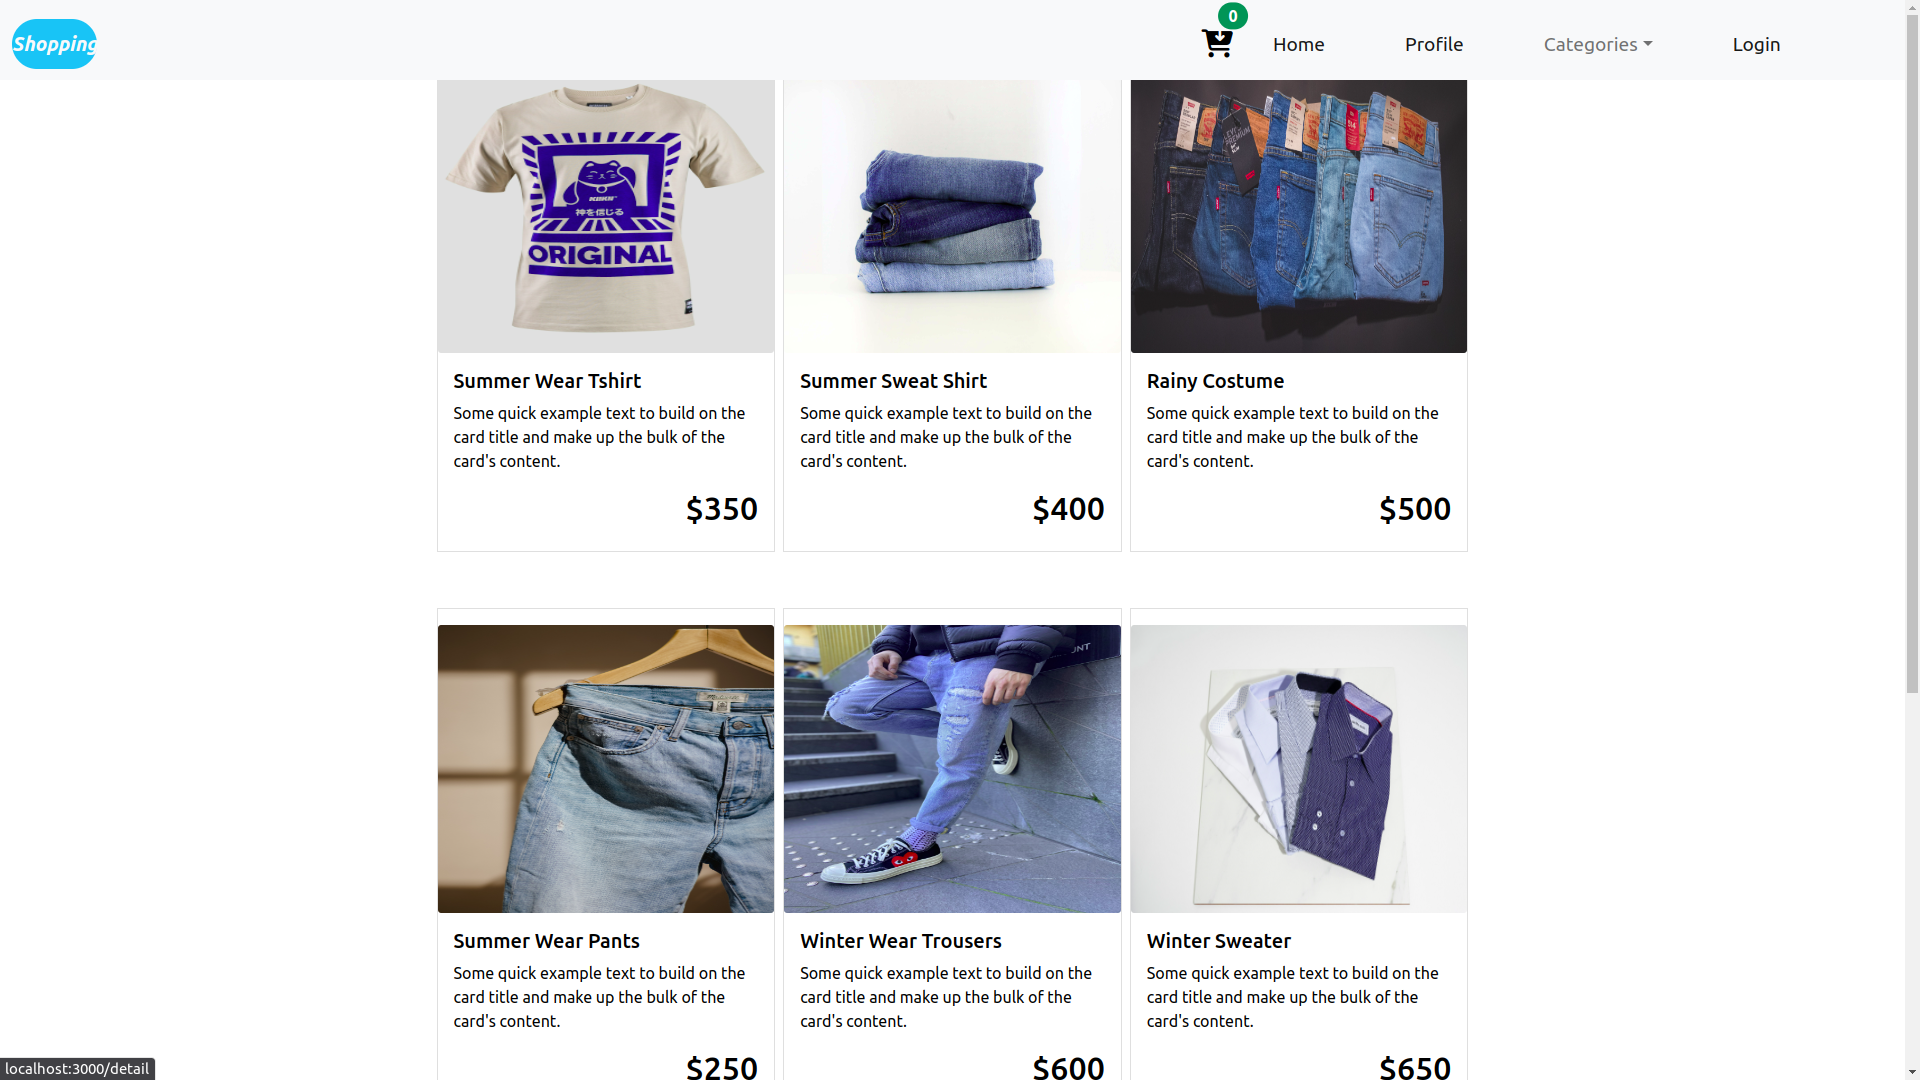 Shopping
0
Home
Profile
Categories
Login
KOKU
神を信じる
ORIGINAL
Summer Wear Tshirt
Some quick example text to build on the
card title and make up the bulk of the
card's content.
$350
Summer Sweat Shirt
Some quick example text to build on the
card title and make up the bulk of the
card's content.
$400
Rainy Costume
Some quick example text to build on the
card title and make up the bulk of the
card's content.
$500
Summer Wear Pants
Some quick example text to build on the
card title and make up the bulk of the
card's content.
$250
Winter Wear Trousers
Some quick example text to build on the
card title and make up the bulk of the
card's content.
$600
Winter Sweater
Some quick example text to build on the
card title and make up the bulk of the
card's content.
$650
localhost:3000/detail